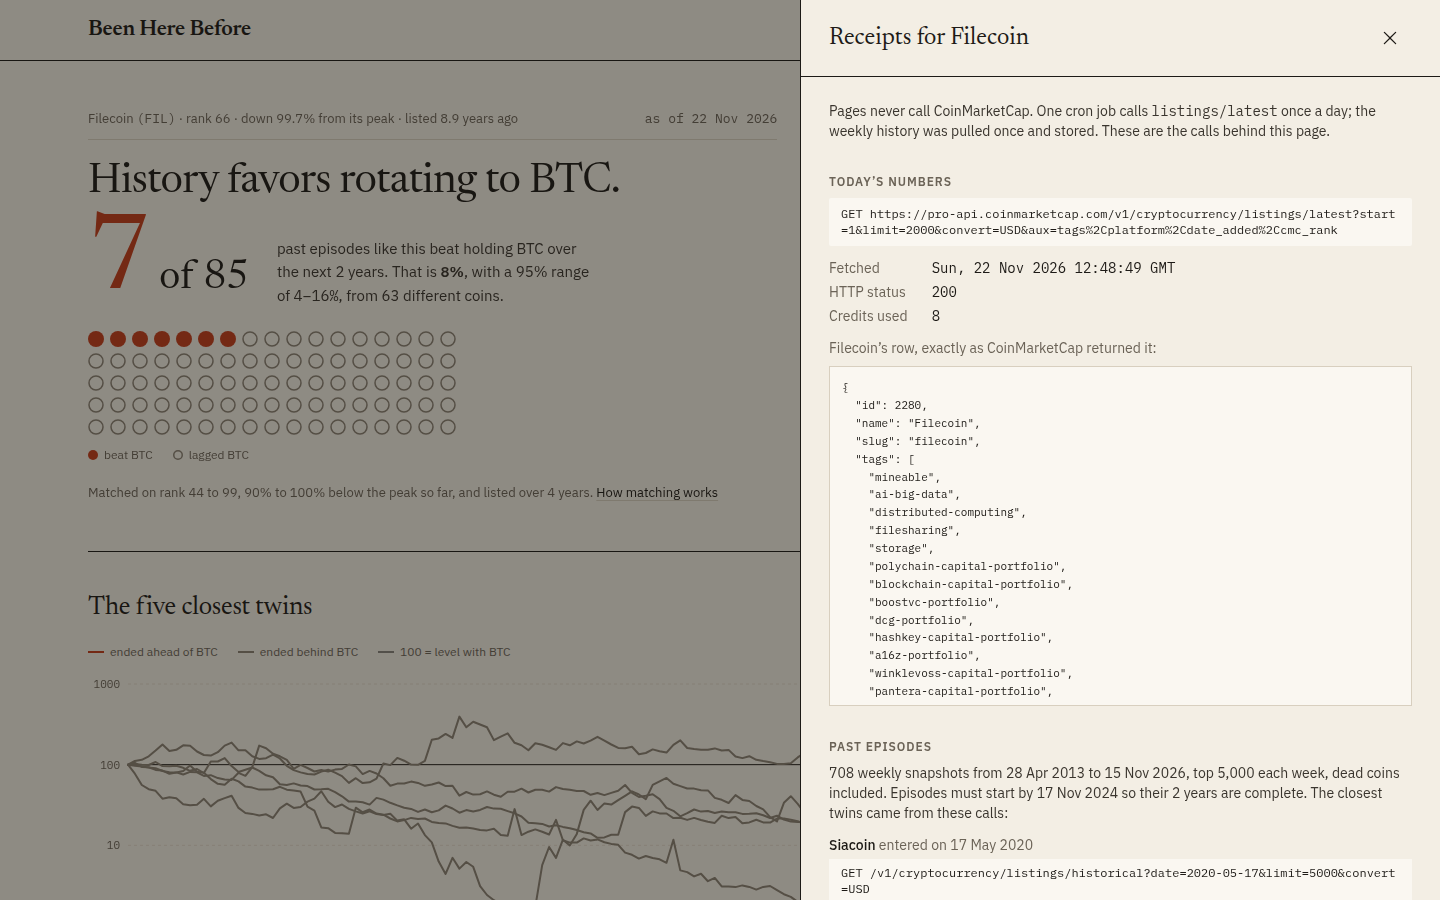 Been Here Before
Filecoin (FIL) · rank 66 · down 99.7% from its peak · listed 8.9 years ago
as of 22 Nov 2026
History favors rotating to BTC.
7 of 85
past episodes like this beat holding BTC over
the next 2 years. That is 8%, with a 95% range
of 4–16%, from 63 different coins.
beat BTC
lagged BTC
Matched on rank 44 to 99, 90% to 100% below the peak so far, and listed over 4 years. How matching works
The five closest twins
ended ahead of BTC
ended behind BTC
100 = level with BTC
1000
100
10
Receipts for Filecoin
Pages never call CoinMarketCap. One cron job calls listings/latest once a day; the
weekly history was pulled once and stored. These are the calls behind this page.
TODAY’S NUMBERS
GET https://pro-api.coinmarketcap.com/v1/cryptocurrency/listings/latest?start
=1&limit=2000&convert=USD&aux=tags%2Cplatform%2Cdate_added%2Ccmc_rank
Fetched Sun, 22 Nov 2026 12:48:49 GMT
HTTP status 200
Credits used 8
Filecoin’s row, exactly as CoinMarketCap returned it:
{
"id": 2280,
"name": "Filecoin",
"slug": "filecoin",
"tags": [
"mineable",
"ai-big-data",
"distributed-computing",
"filesharing",
"storage",
"polychain-capital-portfolio",
"blockchain-capital-portfolio",
"boostvc-portfolio",
"dcg-portfolio",
"hashkey-capital-portfolio",
"a16z-portfolio",
"winklevoss-capital-portfolio",
"pantera-capital-portfolio",
PAST EPISODES
708 weekly snapshots from 28 Apr 2013 to 15 Nov 2026, top 5,000 each week, dead coins
included. Episodes must start by 17 Nov 2024 so their 2 years are complete. The closest
twins came from these calls:
Siacoin entered on 17 May 2020
GET /v1/cryptocurrency/listings/historical?date=2020-05-17&limit=5000&convert
=USD